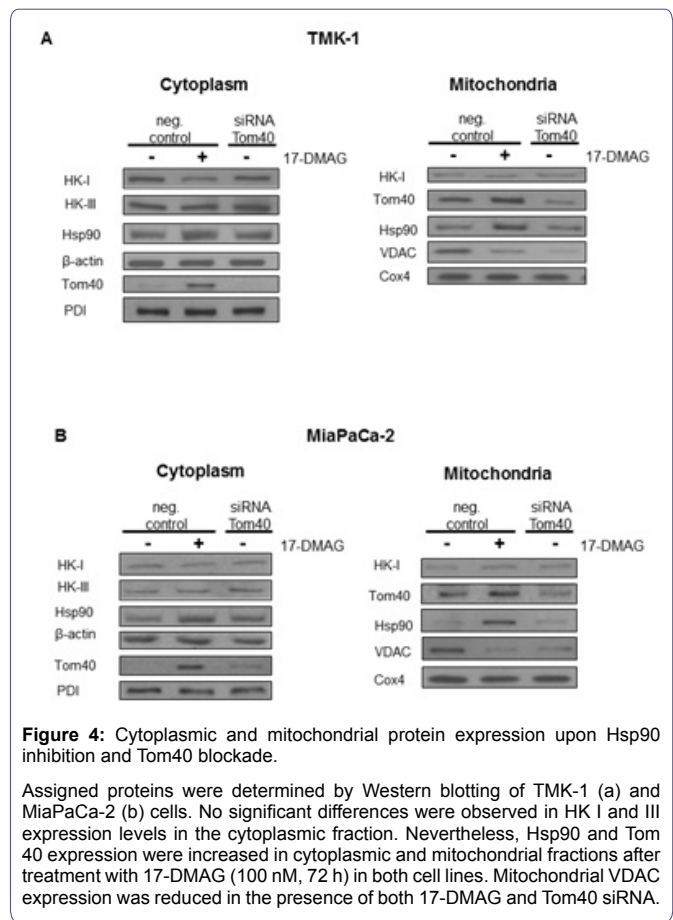 A
TMK-1
Cytoplasm
neg.
control
siRNA
Tom40
- + - 17-DMAG
HK-I
HK-III
Hsp90
β-actin
Tom40
PDI
Mitochondria
neg.
control
siRNA
Tom40
- + - 17-DMAG
HK-I
Tom40
Hsp90
VDAC
Cox4
B
MiaPaCa-2
Cytoplasm
neg.
control
siRNA
Tom40
- + - 17-DMAG
HK-I
HK-III
Hsp90
β-actin
Tom40
PDI
Mitochondria
neg.
control
siRNA
Tom40
- + - 17-DMAG
HK-I
Tom40
Hsp90
VDAC
Cox4
Figure 4: Cytoplasmic and mitochondrial protein expression upon Hsp90
inhibition and Tom40 blockade.
Assigned proteins were determined by Western blotting of TMK-1 (a) and
MiaPaCa-2 (b) cells. No significant differences were observed in HK I and III
expression levels in the cytoplasmic fraction. Nevertheless, Hsp90 and Tom
40 expression were increased in cytoplasmic and mitochondrial fractions after
treatment with 17-DMAG (100 nM, 72 h) in both cell lines. Mitochondrial VDAC
expression was reduced in the presence of both 17-DMAG and Tom40 siRNA.